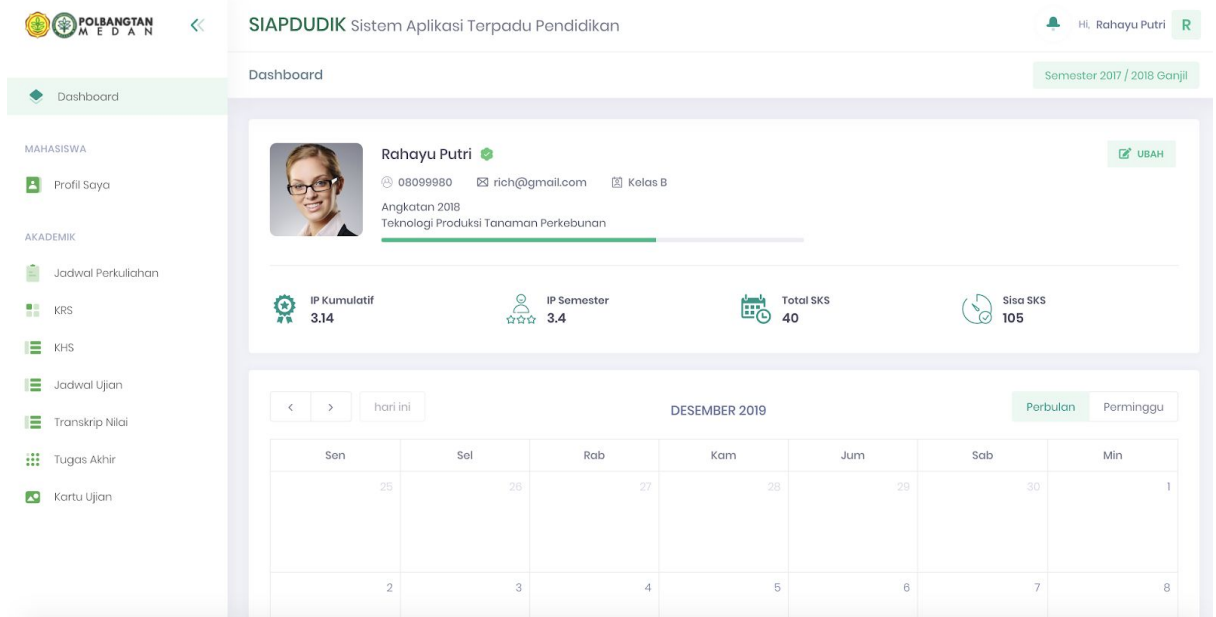 POLBANGTAN
MEDAN
SIAPDUDIK Sistem Aplikasi Terpadu Pendidikan
Hi, Rahayu Putri R
Dashboard
Dashboard
Semester 2017 / 2018 Ganjil
MAHASISWA
Profil Saya
AKADEMIK
Jadwal Perkuliahan
KRS
KHS
Jadwal Ujian
Transkrip Nilai
Tugas Akhir
Kartu Ujian
Rahayu Putri
UBAH
08099980 rich@gmail.com Kelas B
Angkatan 2018
Teknologi Produksi Tanaman Perkebunan
IP Kumulatif
3.14
IP Semester
3.4
Total SKS
40
Sisa SKS
105
< > hari ini
DESEMBER 2019
Perbulan Perminggu
Sen Sel Rab Kam Jum Sab Min
25 26 27 28 29 30 1
2 3 4 5 6 7 8